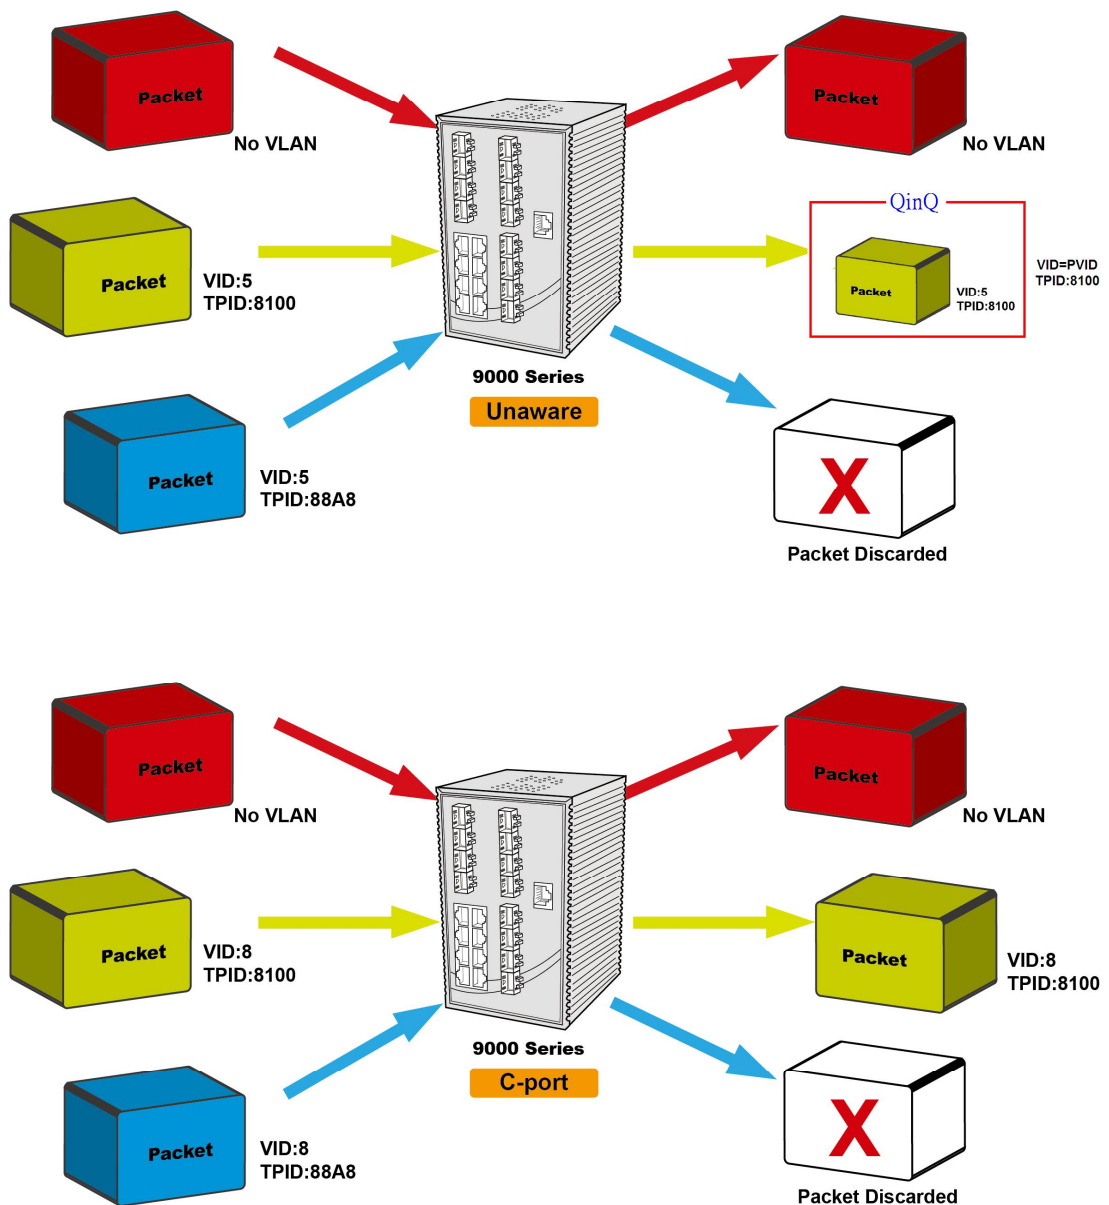 Packet
No VLAN
Packet
No VLAN
Packet
VID:5
TPID:8100
QinQ
Packet
VID:5
TPID:8100
VID=PVID
TPID:8100
Packet
VID:5
TPID:88A8
9000 Series
Unaware
X
Packet Discarded
Packet
No VLAN
Packet
No VLAN
Packet
VID:8
TPID:8100
Packet
VID:8
TPID:8100
Packet
VID:8
TPID:88A8
9000 Series
C-port
X
Packet Discarded